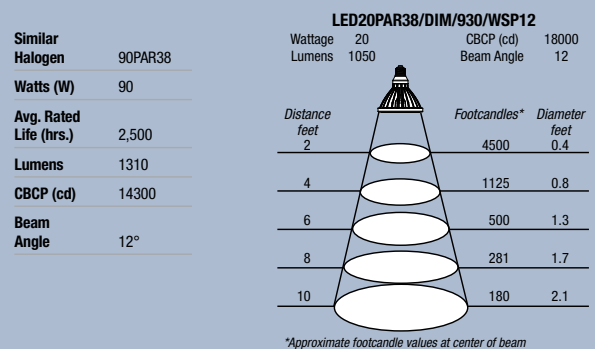 Similar
Halogen 90PAR38
Watts (W) 90
Avg. Rated
Life (hrs.) 2,500
Lumens 1310
CBCP (cd) 14300
Beam
Angle 12°
LED20PAR38/DIM/930/WSP12
Wattage 20 CBCP (cd) 18000
Lumens 1050 Beam Angle 12
Distance Footcandles* Diameter
feet feet
2 4500 0.4
4 1125 0.8
6 500 1.3
8 281 1.7
10 180 2.1
*Approximate footcandle values at center of beam